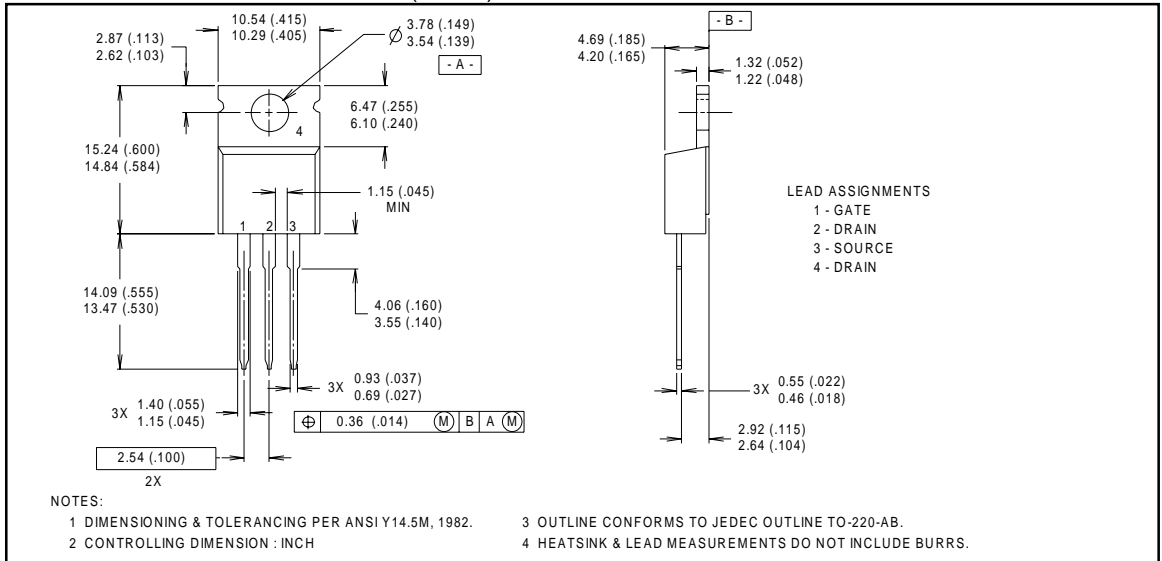 10.54 (.415)
10.29 (.405)
3.78 (.149)
3.54 (.139)
2.87 (.113)
2.62 (.103)
- A -
6.47 (.255)
6.10 (.240)
4
15.24 (.600)
14.84 (.584)
1.15 (.045)
MIN
1 2 3
14.09 (.555)
13.47 (.530)
4.06 (.160)
3.55 (.140)
3X 0.93 (.037)
0.69 (.027)
3X 1.40 (.055)
1.15 (.045)
⌖ 0.36 (.014) Ⓜ B A Ⓜ
2.54 (.100)
2X
- B -
4.69 (.185)
4.20 (.165)
1.32 (.052)
1.22 (.048)
LEAD ASSIGNMENTS
1 - GATE
2 - DRAIN
3 - SOURCE
4 - DRAIN
3X 0.55 (.022)
0.46 (.018)
2.92 (.115)
2.64 (.104)
NOTES:
1 DIMENSIONING & TOLERANCING PER ANSI Y14.5M, 1982.
2 CONTROLLING DIMENSION : INCH
3 OUTLINE CONFORMS TO JEDEC OUTLINE TO-220-AB.
4 HEATSINK & LEAD MEASUREMENTS DO NOT INCLUDE BURRS.